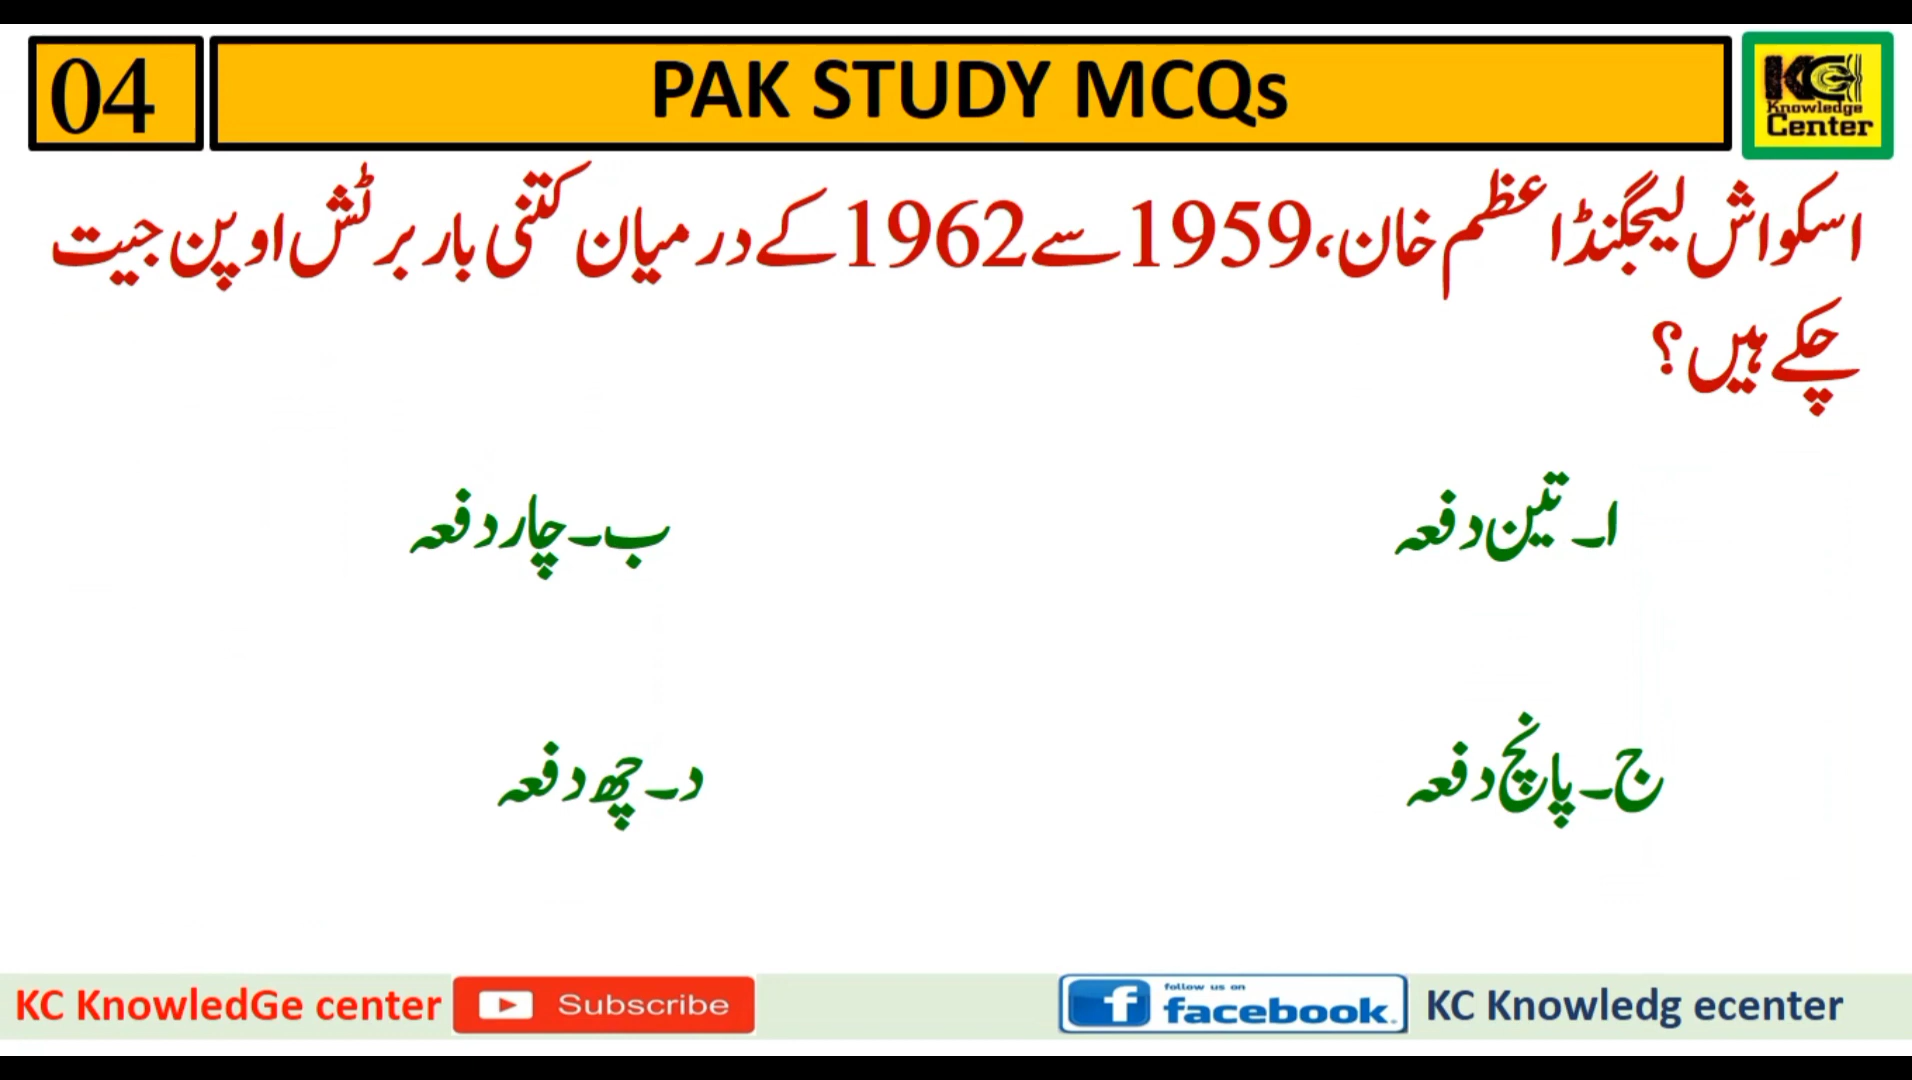 04
PAK STUDY MCQs
KC
Knowledge
Center
اسکواش لیجگنڈ اعظم خان، 1959 سے 1962 کے درمیان کتنی بار برٹش اوپن جیت
چکے ہیں؟
ا۔ تین دفعہ
ب۔ چار دفعہ
ج۔ پانچ دفعہ
د۔ چھ دفعہ
KC KnowledGe center
Subscribe
follow us on
facebook.
KC Knowledg ecenter